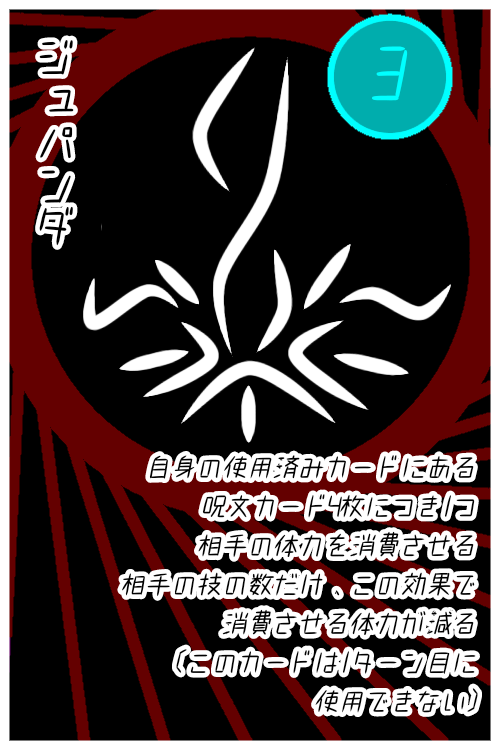 ジュパンダ
3
自身の使用済みカードにある
呪文カード4枚につき1つ
相手の体力を消費させる
相手の技の数だけ、この効果で
消費させる体力が減る
(このカードは1ターン目に
使用できない)